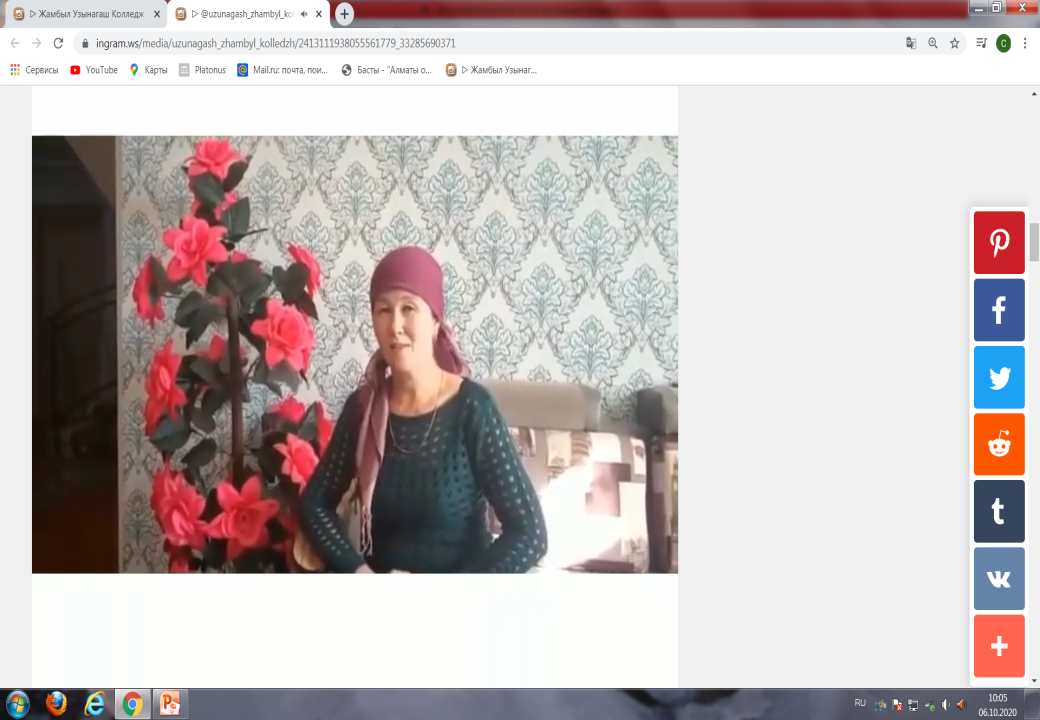 Жамбыл Узынагаш Колледж
@uzunagash_zhambyl_kol
ingram.ws/media/uzunagash_zhambyl_kolledzh/2413111938055561779_33285690371
С
Сервисы
YouTube
Карты
Platonus
Mail.ru: почта, пои...
Басты - "Алматы о...
Жамбыл Узынаг...
RU
10:05
06.10.2020